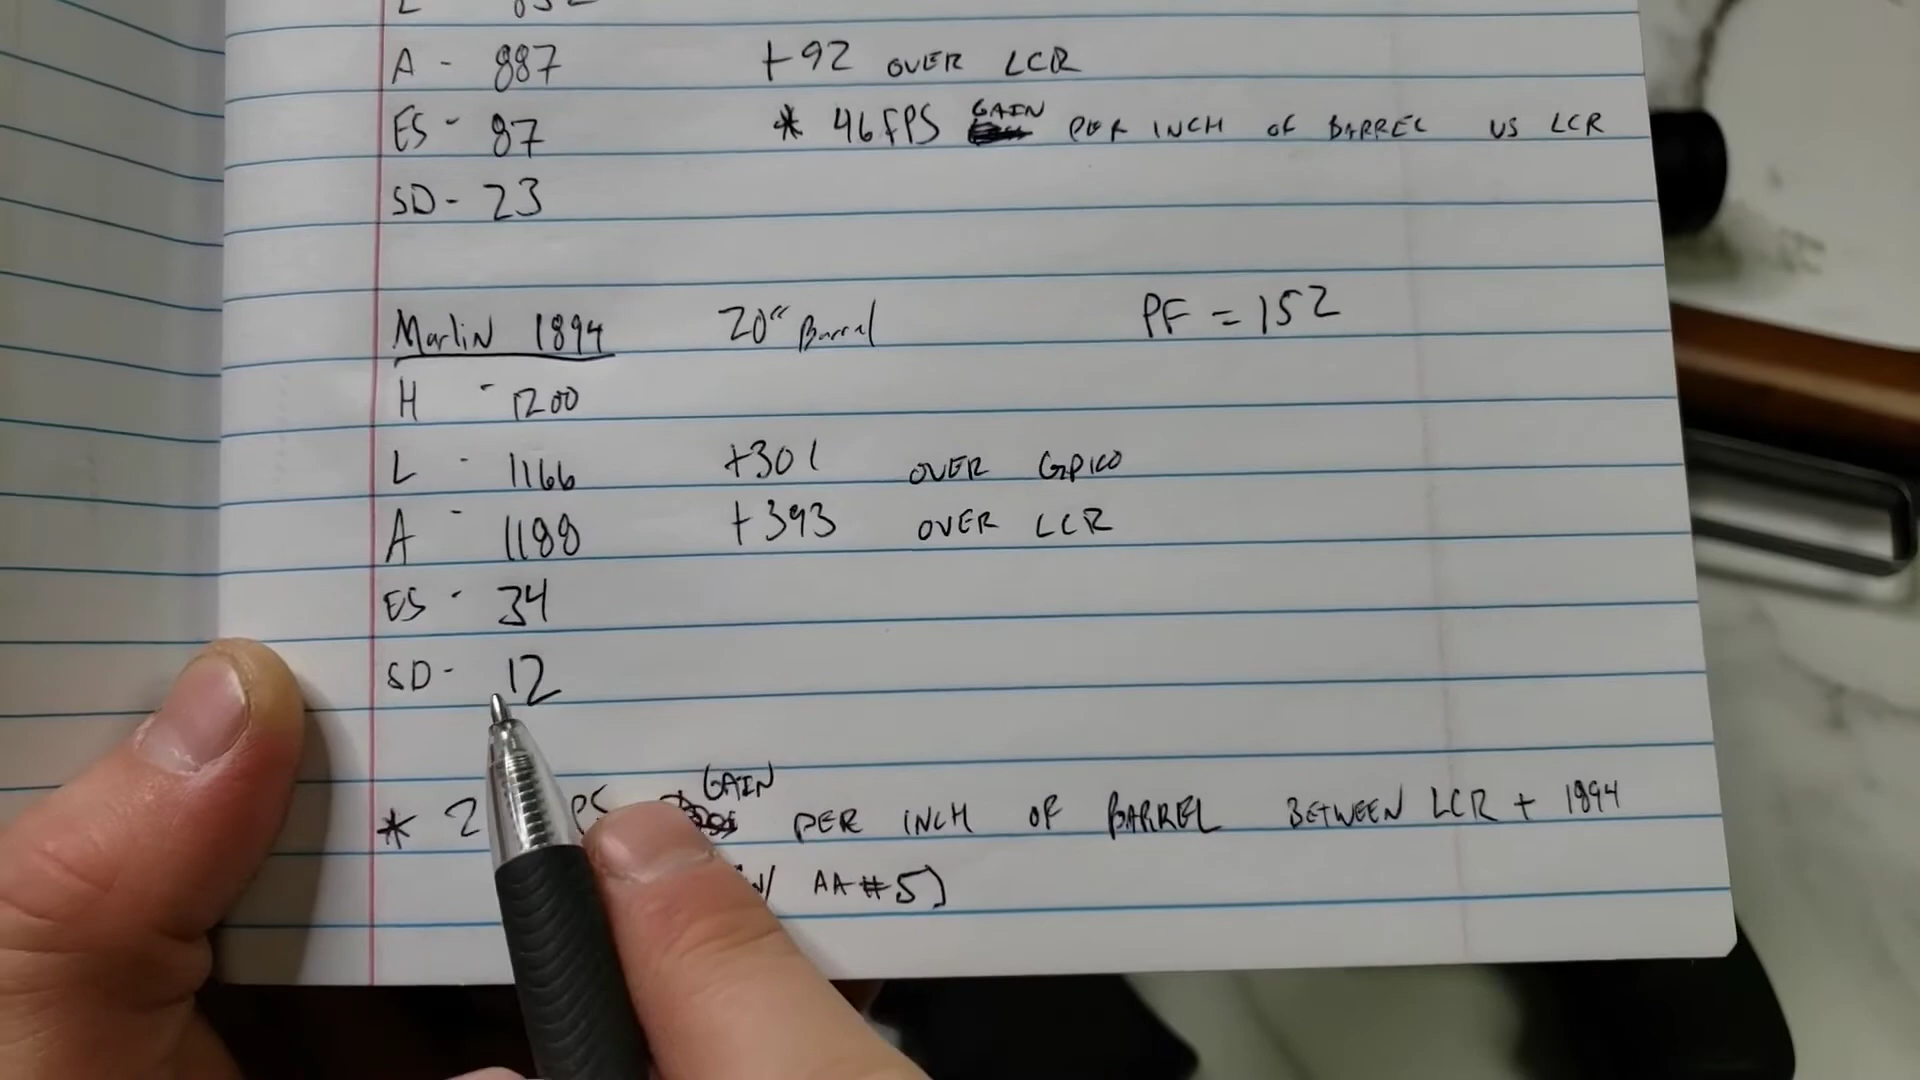 A - 887 +92 OVER LCR
ES - 87 * 46 FPS GAIN PER INCH OF BARREL VS LCR
SD - 23
Marlin 1894 20" Barrel PF = 152
H - 1200
L - 1166 +301 OVER GP100
A - 1188 +393 OVER LCR
ES - 34
SD - 12
* 2 PS GAIN PER INCH OF BARREL BETWEEN LCR + 1894
W/ AA#5)